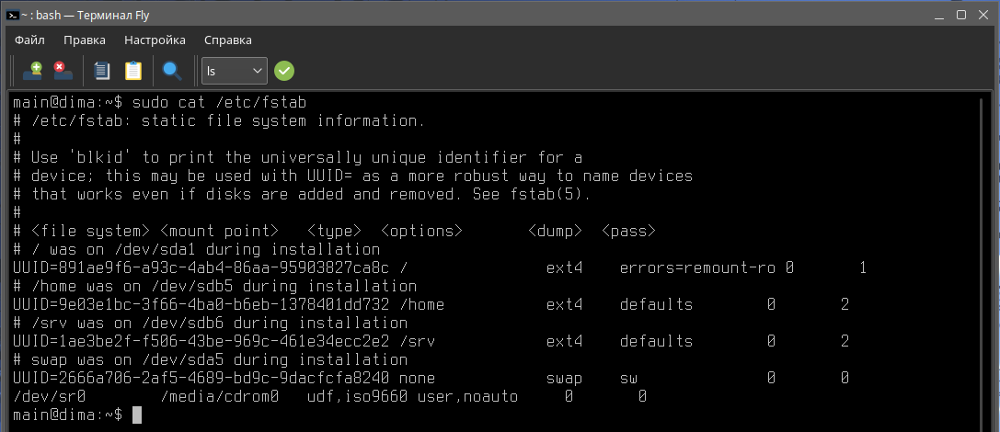 ~ : bash — Терминал Fly
Файл Правка Настройка Справка
ls
main@dima:~$ sudo cat /etc/fstab
# /etc/fstab: static file system information.
#
# Use 'blkid' to print the universally unique identifier for a
# device; this may be used with UUID= as a more robust way to name devices
# that works even if disks are added and removed. See fstab(5).
#
# <file system> <mount point>   <type>  <options>       <dump>  <pass>
# / was on /dev/sda1 during installation
UUID=891ae9f6-a93c-4ab4-86aa-95903827ca8c /               ext4    errors=remount-ro 0       1
# /home was on /dev/sdb5 during installation
UUID=9e03e1bc-3f66-4ba0-b6eb-1378401dd732 /home           ext4    defaults        0       2
# /srv was on /dev/sdb6 during installation
UUID=1ae3be2f-f506-43be-969c-461e34ecc2e2 /srv            ext4    defaults        0       2
# swap was on /dev/sda5 during installation
UUID=2666a706-2af5-4689-bd9c-9dacfcfa8240 none            swap    sw              0       0
/dev/sr0        /media/cdrom0   udf,iso9660 user,noauto     0       0
main@dima:~$